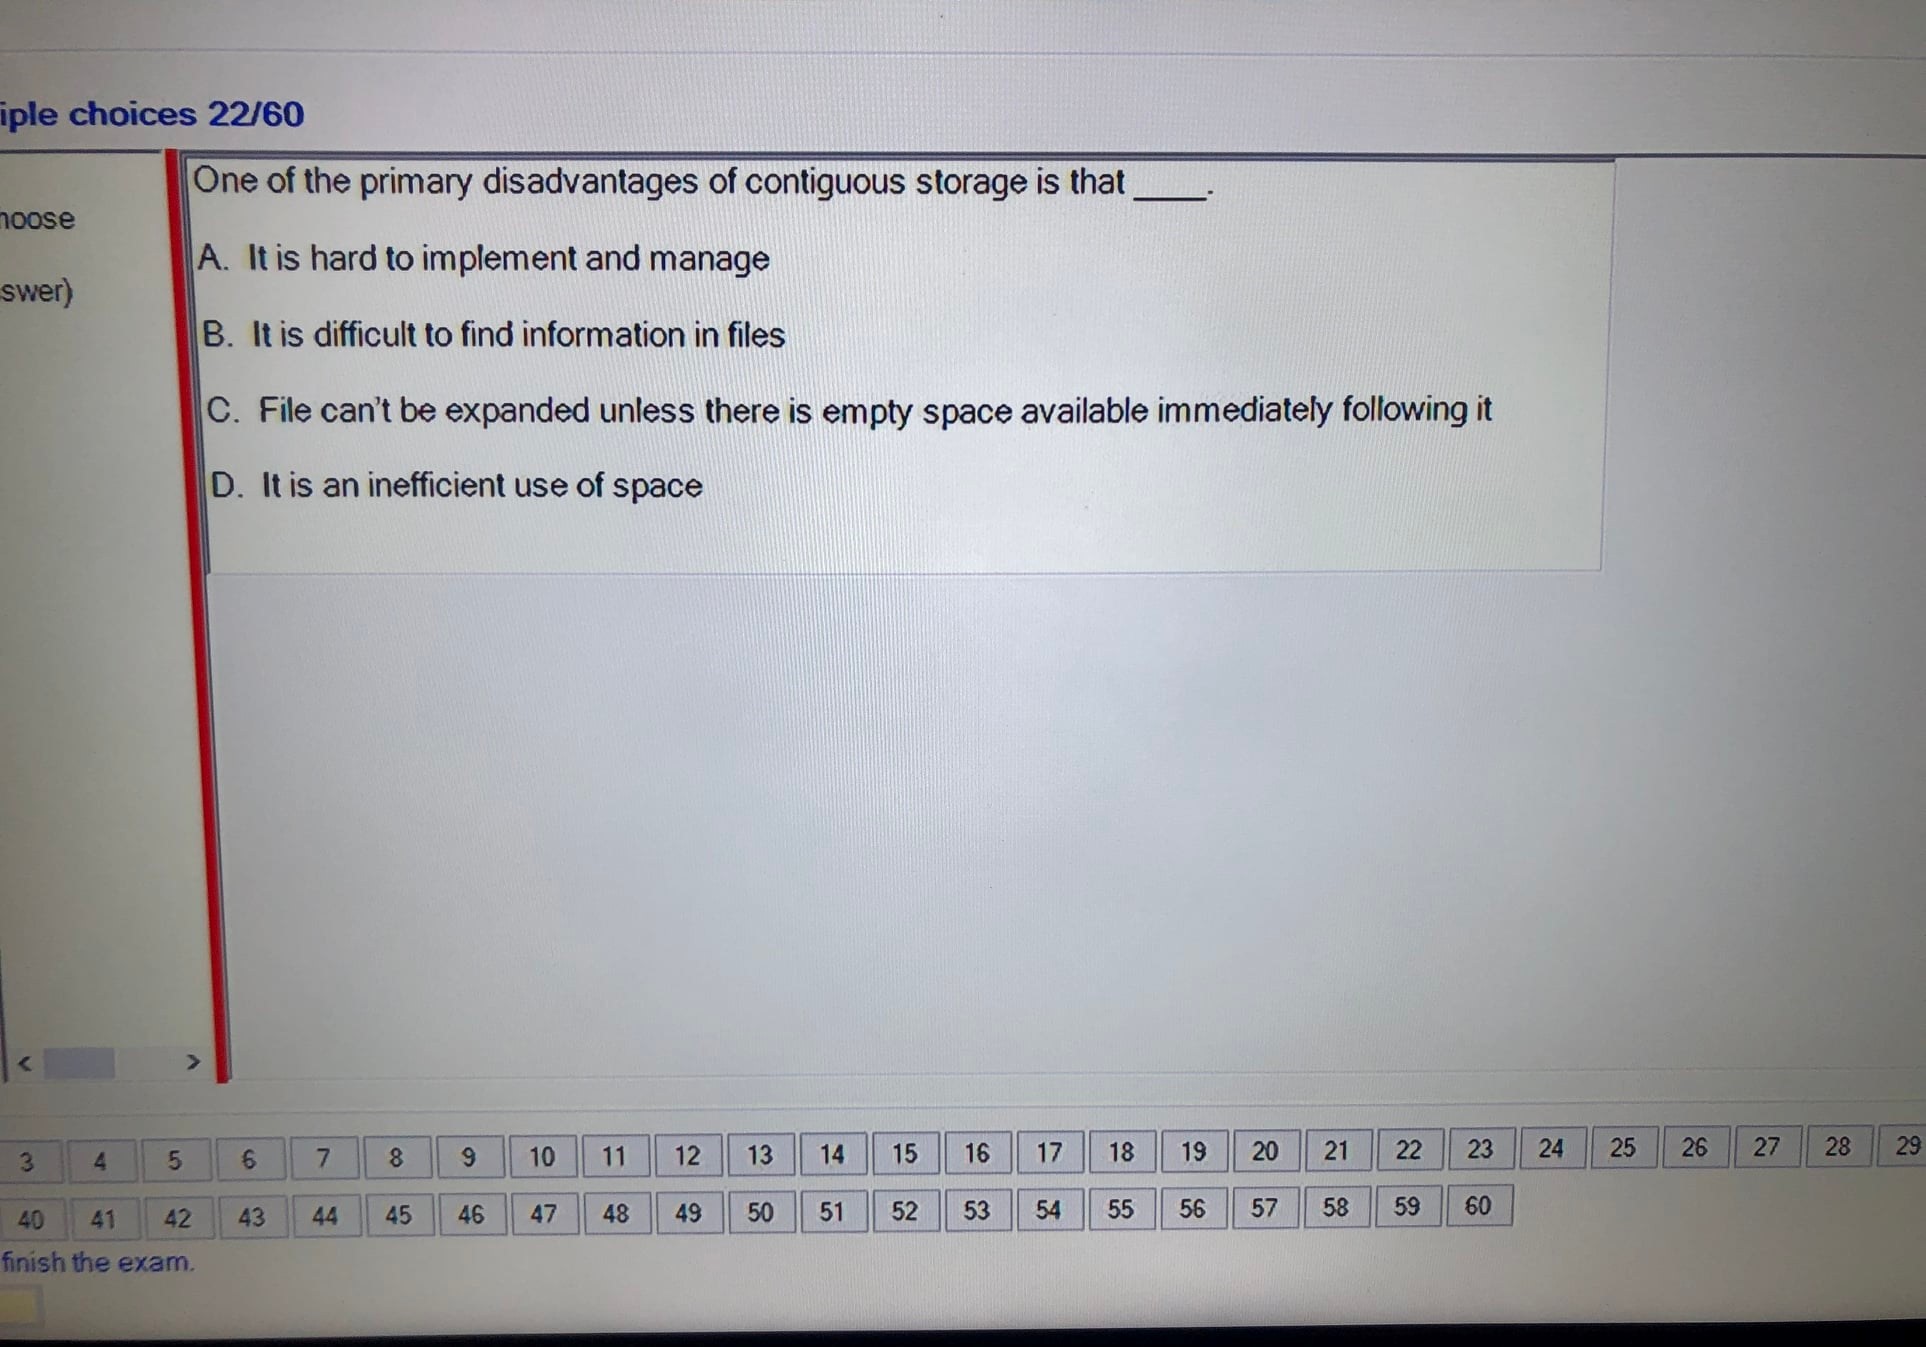 iple choices 22/60
One of the primary disadvantages of contiguous storage is that ____.
hoose
A. It is hard to implement and manage
swer)
B. It is difficult to find information in files
C. File can't be expanded unless there is empty space available immediately following it
D. It is an inefficient use of space
< >
3 4 5 6 7 8 9 10 11 12 13 14 15 16 17 18 19 20 21 22 23 24 25 26 27 28 29
40 41 42 43 44 45 46 47 48 49 50 51 52 53 54 55 56 57 58 59 60
finish the exam.